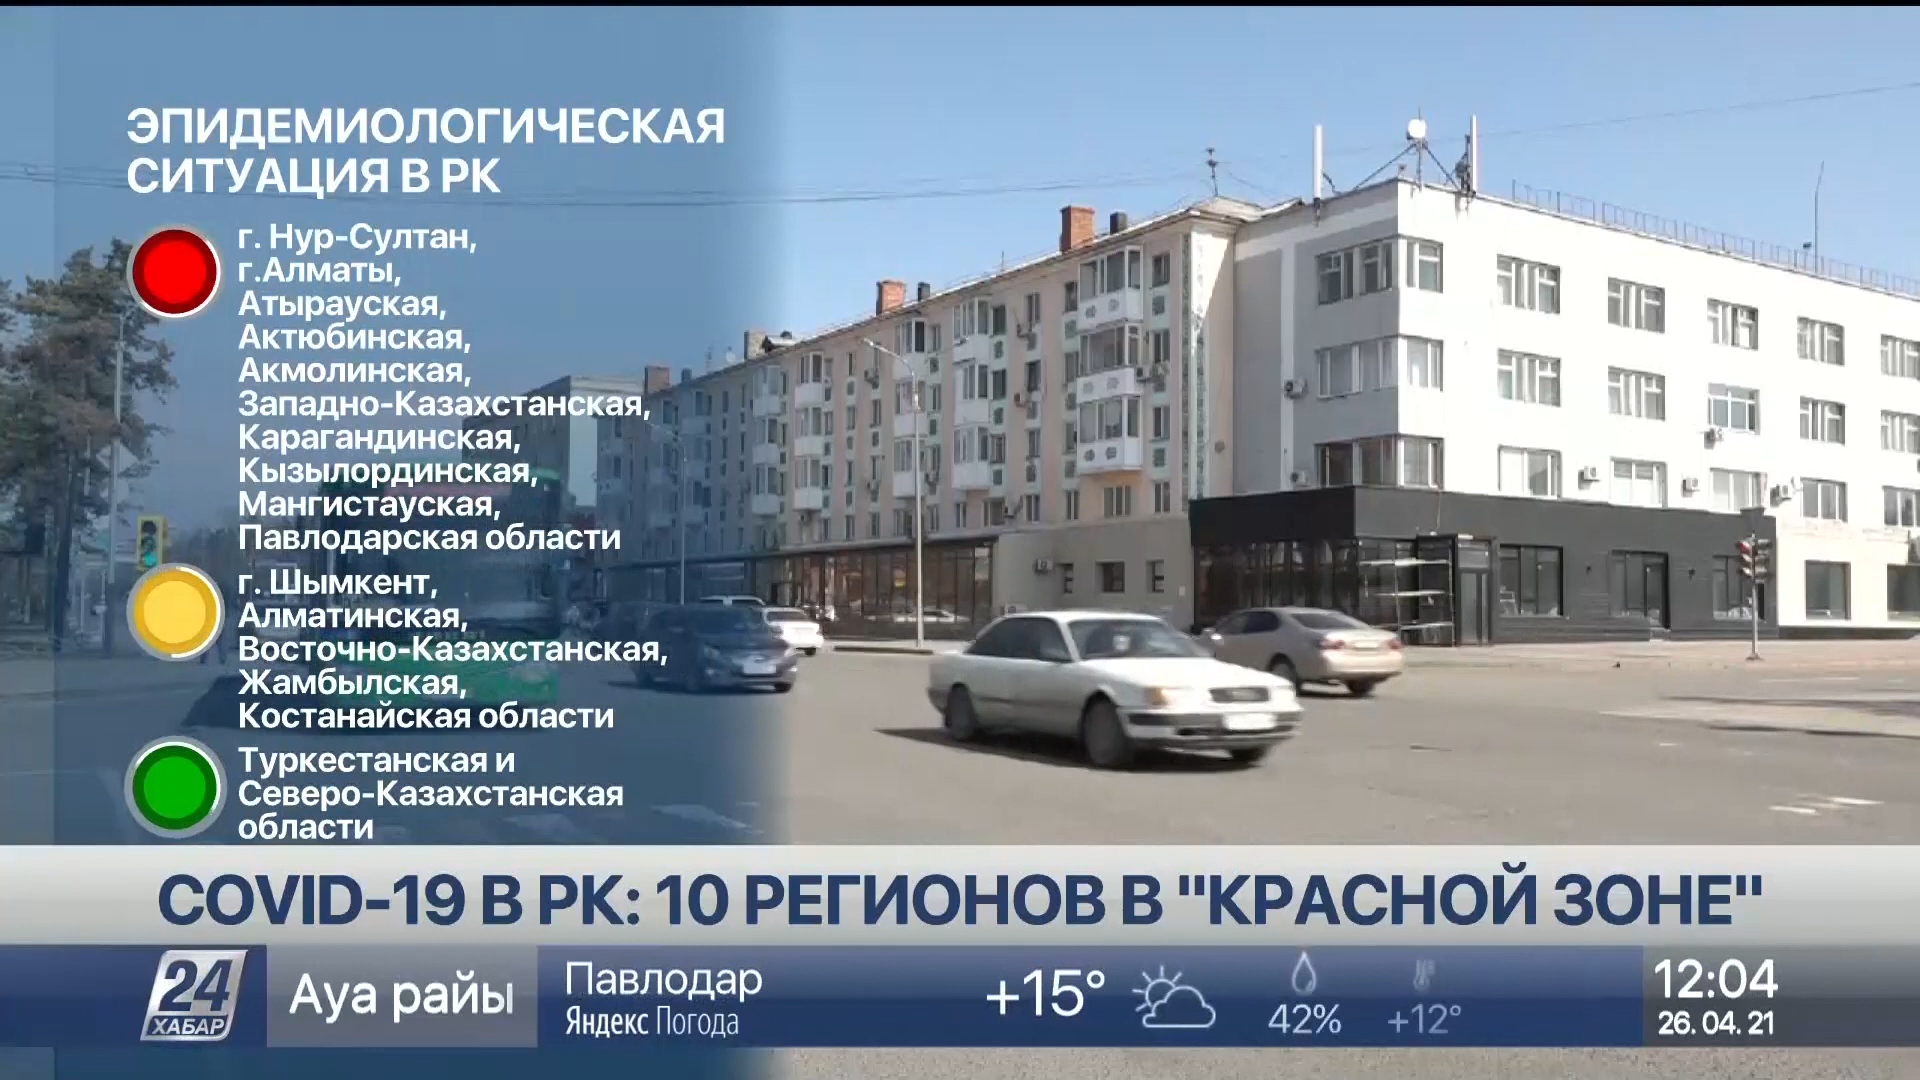 ЭПИДЕМИОЛОГИЧЕСКАЯ
СИТУАЦИЯ В РК
г. Нур-Султан,
г.Алматы,
Атырауская,
Актюбинская,
Акмолинская,
Западно-Казахстанская,
Карагандинская,
Кызылординская,
Мангистауская,
Павлодарская области
г. Шымкент,
Алматинская,
Восточно-Казахстанская,
Жамбылская,
Костанайская области
Туркестанская и
Северо-Казахстанская
области
COVID-19 В РК: 10 РЕГИОНОВ В "КРАСНОЙ ЗОНЕ"
24
ХАБАР
Ауа райы
Павлодар
Яндекс Погода
+15°
42%
+12°
12:04
26. 04. 21